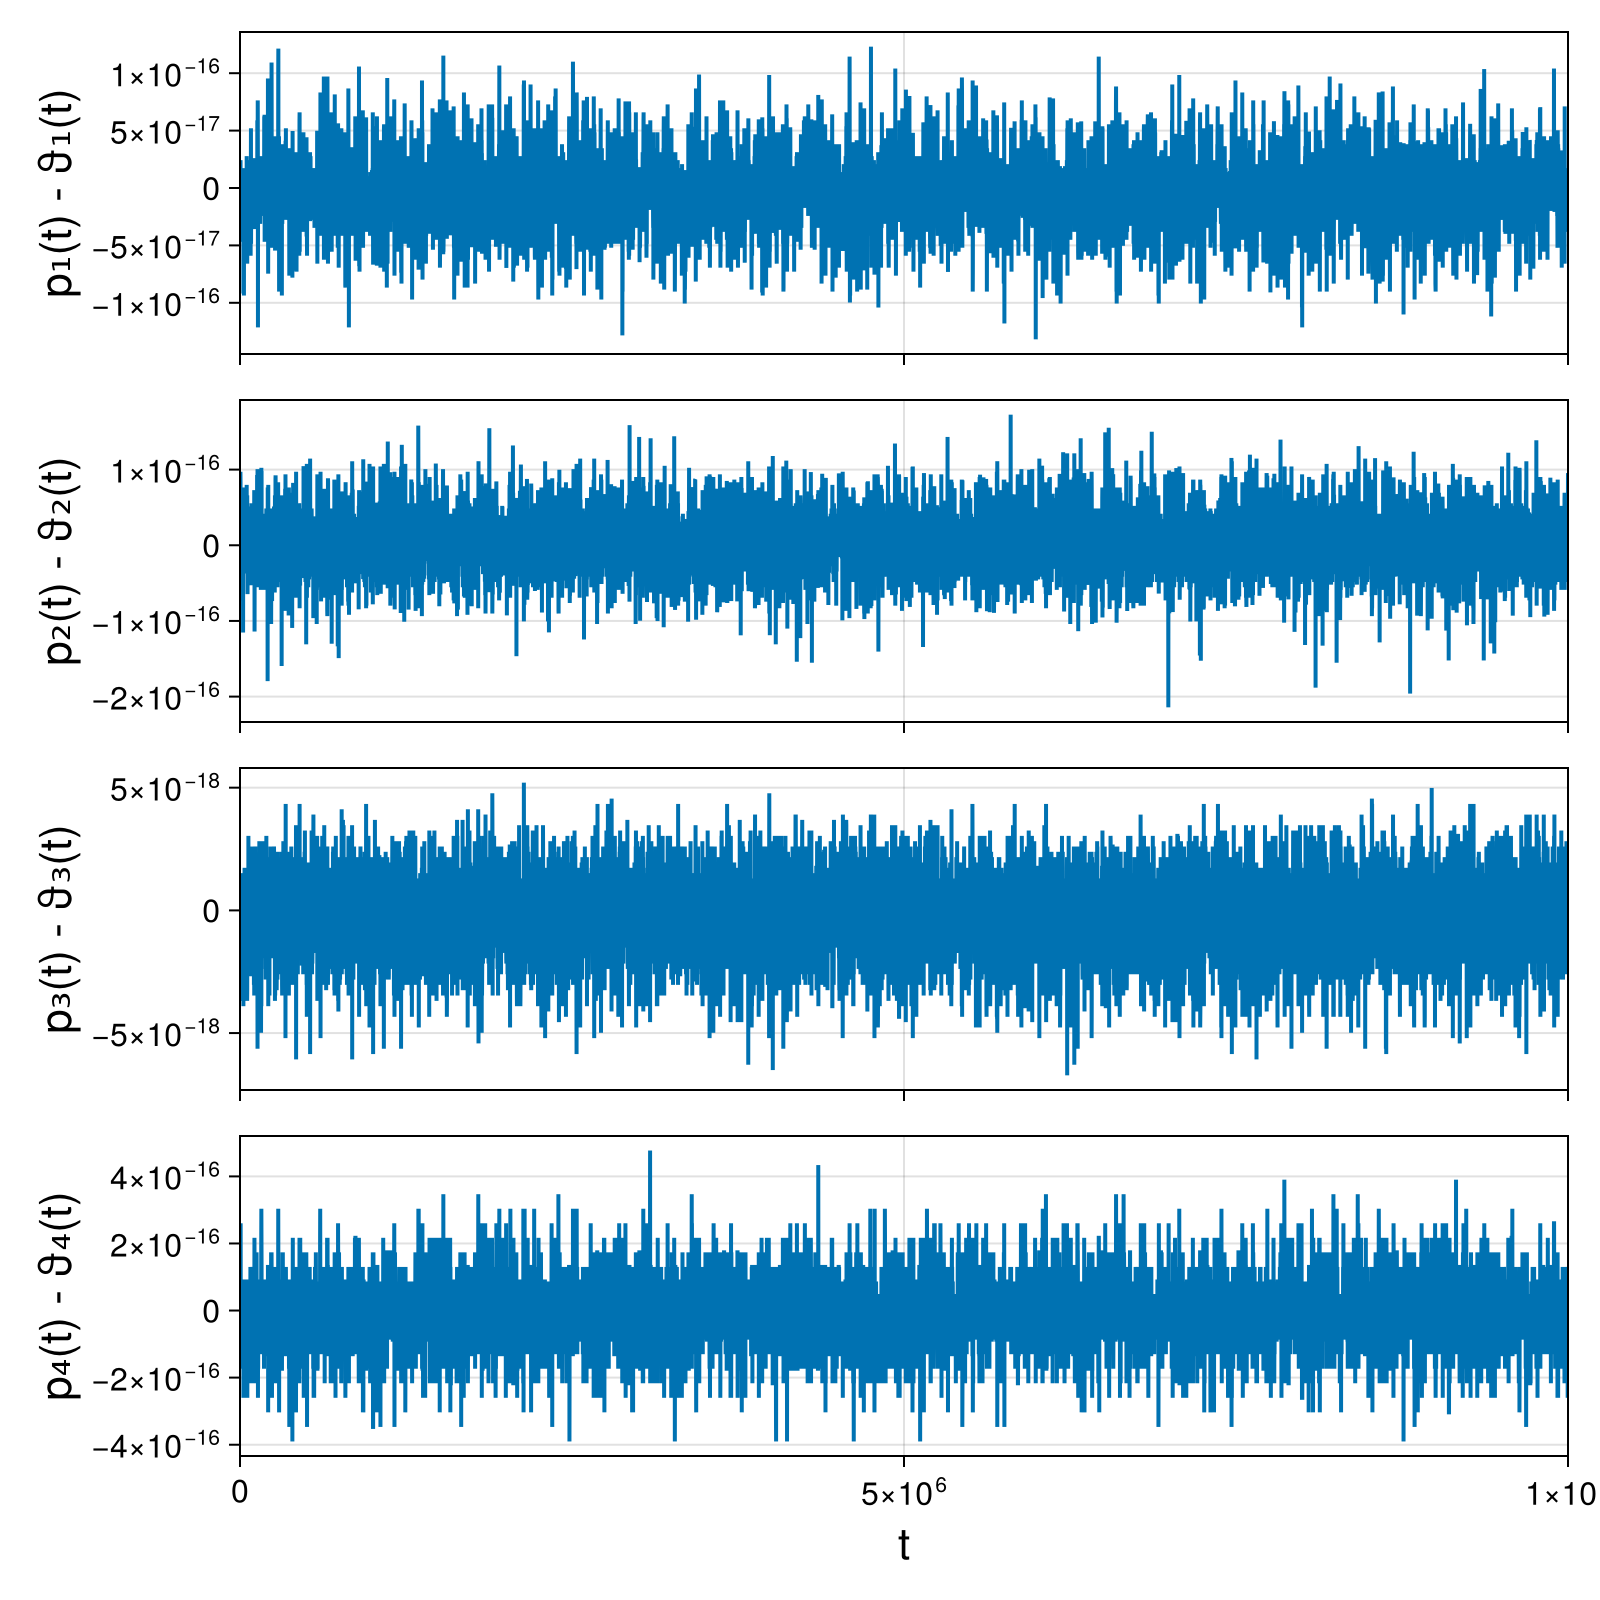 p₁(t) - ϑ₁(t)
1×10⁻¹⁶
5×10⁻¹⁷
0
−5×10⁻¹⁷
−1×10⁻¹⁶
p₂(t) - ϑ₂(t)
1×10⁻¹⁶
0
−1×10⁻¹⁶
−2×10⁻¹⁶
p₃(t) - ϑ₃(t)
5×10⁻¹⁸
0
−5×10⁻¹⁸
p₄(t) - ϑ₄(t)
4×10⁻¹⁶
2×10⁻¹⁶
0
−2×10⁻¹⁶
−4×10⁻¹⁶
0 5×10⁶ 1×10
t